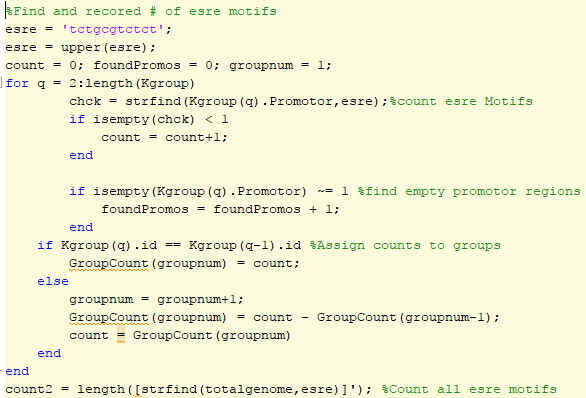 %Find and recored # of esre motifs
esre = 'tctgcgtctct';
esre = upper(esre);
count = 0; foundPromos = 0; groupnum = 1;
for q = 2:length(Kgroup)
        chck = strfind(Kgroup(q).Promotor,esre);%count esre Motifs
        if isempty(chck) < 1
            count = count+1;
        end
        if isempty(Kgroup(q).Promotor) ~= 1 %find empty promotor regions
            foundPromos = foundPromos + 1;
        end
    if Kgroup(q).id == Kgroup(q-1).id %Assign counts to groups
        GroupCount(groupnum) = count;
    else
        groupnum = groupnum+1;
        GroupCount(groupnum) = count - GroupCount(groupnum-1);
        count = GroupCount(groupnum)
    end
end
count2 = length([strfind(totalgenome,esre)]'); %Count all esre motifs